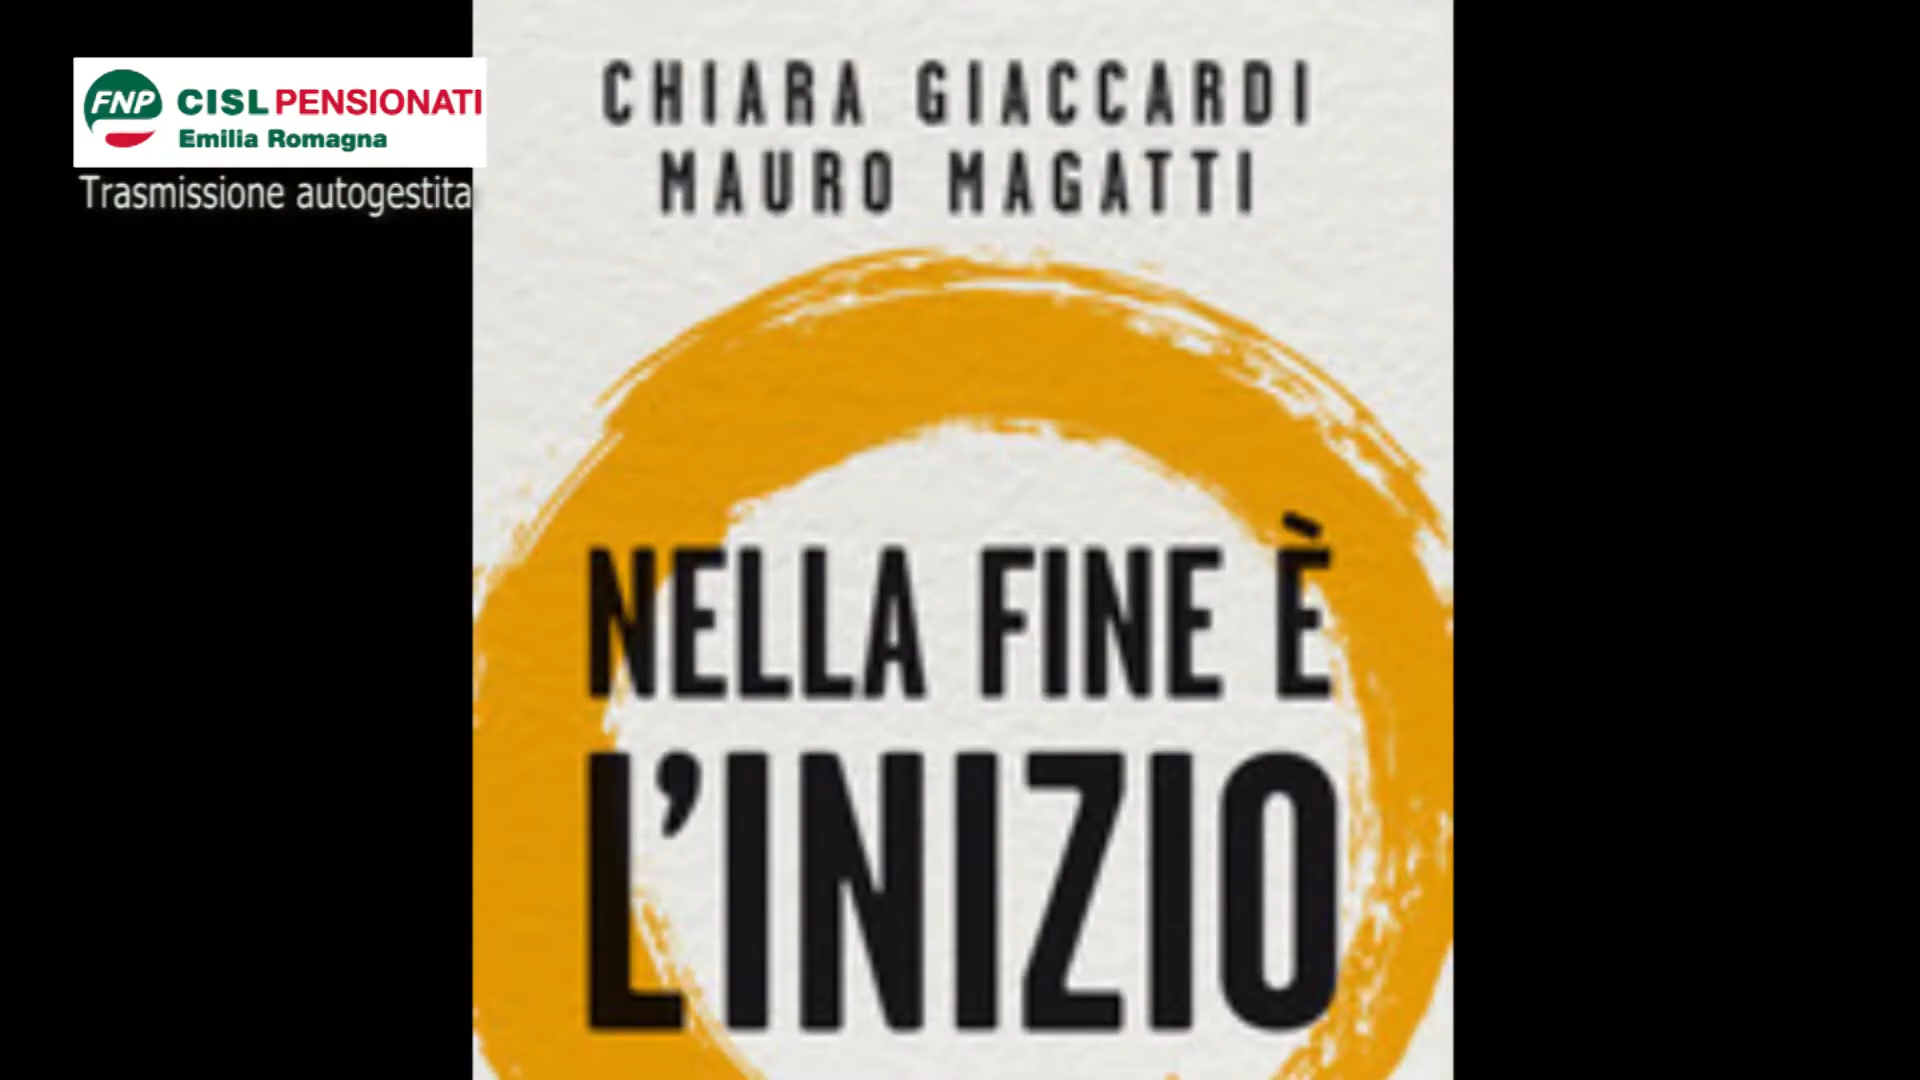 FNP CISL PENSIONATI
Emilia Romagna
Trasmissione autogestita
CHIARA GIACCARDI
MAURO MAGATTI
NELLA FINE È
L'INIZIO